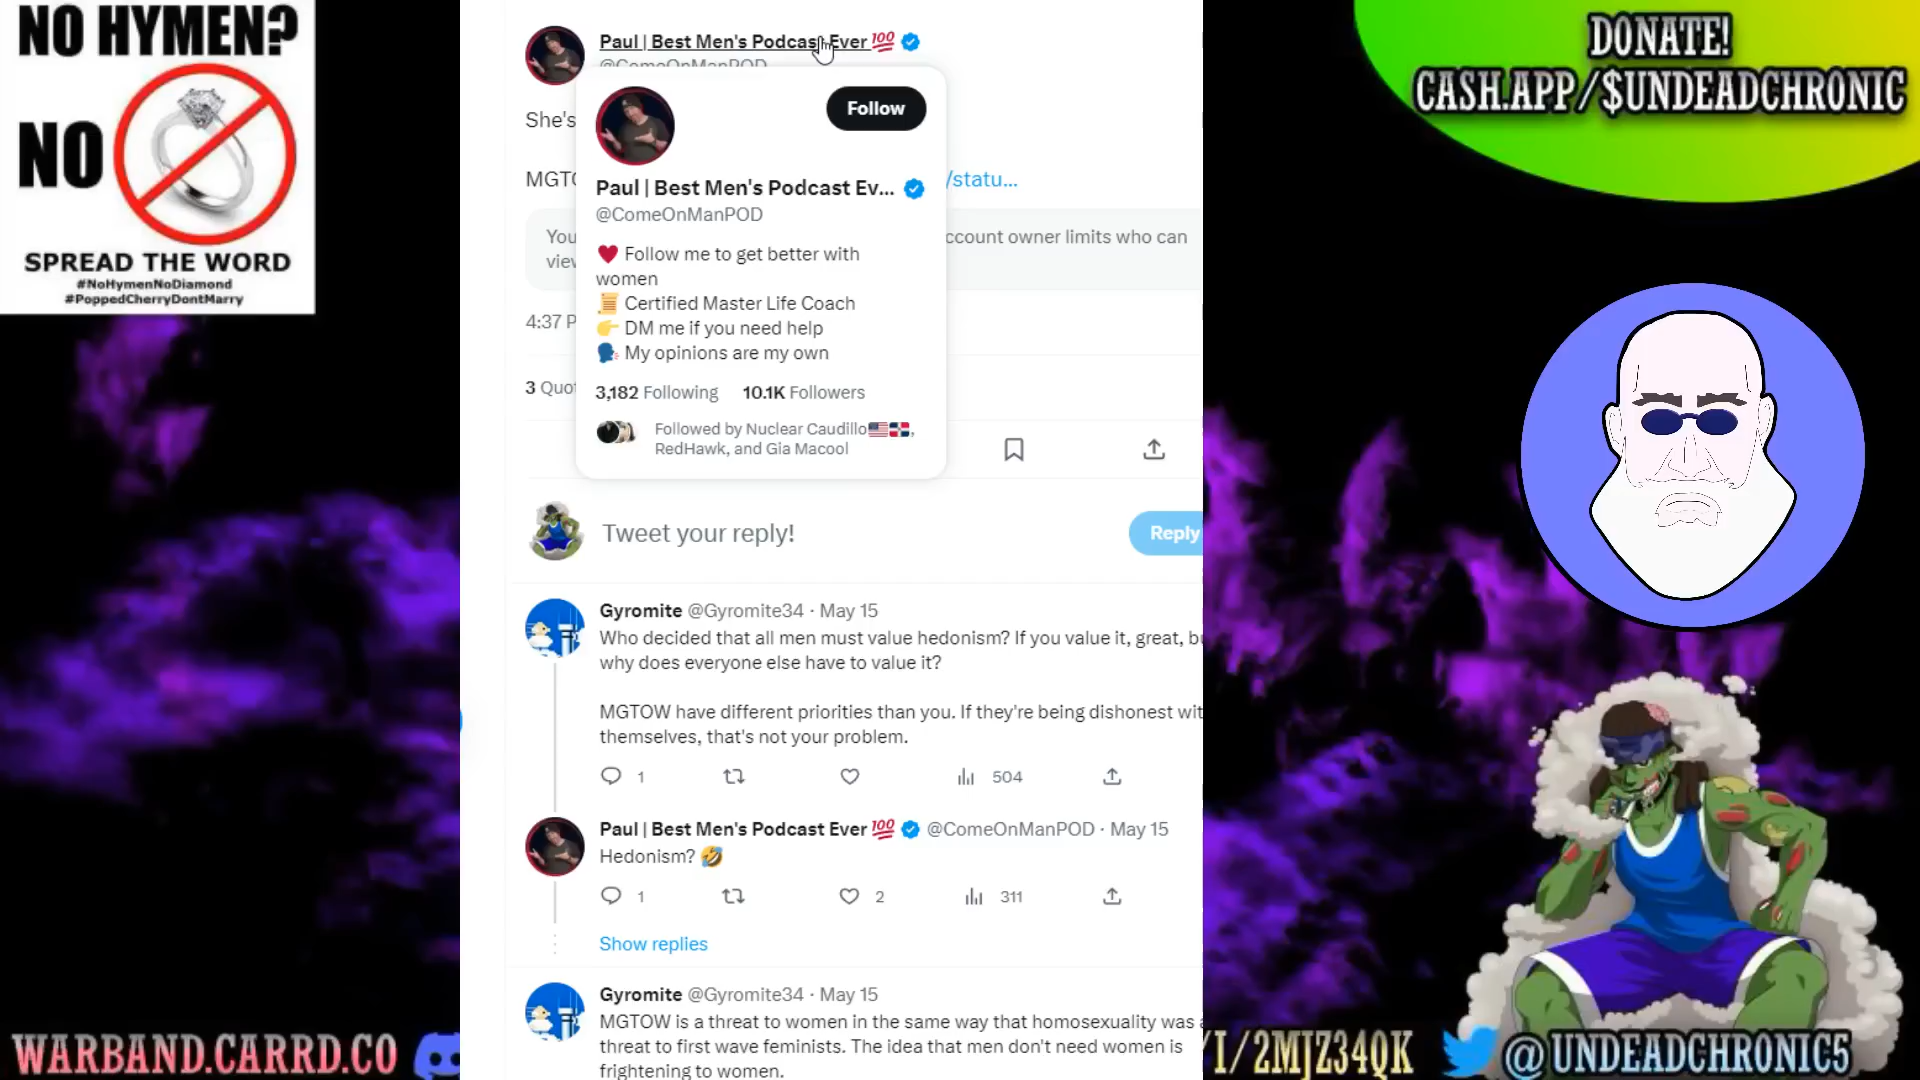 NO HYMEN?
NO
SPREAD THE WORD
#NoHymenNoDiamond
#PoppedCherryDontMarry
Paul | Best Men's Podcast Ever 💯
@ComeOnManPOD
She's
MGTO
/statu...
You
ccount owner limits who can
view
4:37 P
3 Quot
Follow
Paul | Best Men's Podcast Ev...
@ComeOnManPOD
♥ Follow me to get better with
women
📜 Certified Master Life Coach
👉 DM me if you need help
🗣 My opinions are my own
3,182 Following 10.1K Followers
Followed by Nuclear Caudillo🇺🇸🇩🇴,
RedHawk, and Gia Macool
Tweet your reply!
Reply
Gyromite @Gyromite34 · May 15
Who decided that all men must value hedonism? If you value it, great, bu
why does everyone else have to value it?
MGTOW have different priorities than you. If they're being dishonest wit
themselves, that's not your problem.
1 504
Paul | Best Men's Podcast Ever 💯 @ComeOnManPOD · May 15
Hedonism? 🤣
1 2 311
Show replies
Gyromite @Gyromite34 · May 15
MGTOW is a threat to women in the same way that homosexuality was a
threat to first wave feminists. The idea that men don't need women is
frightening to women.
DONATE!
CASH.APP/$UNDEADCHRONIC
WARBAND.CARRD.CO
/I/2MJZ34QK
@UNDEADCHRONIC5